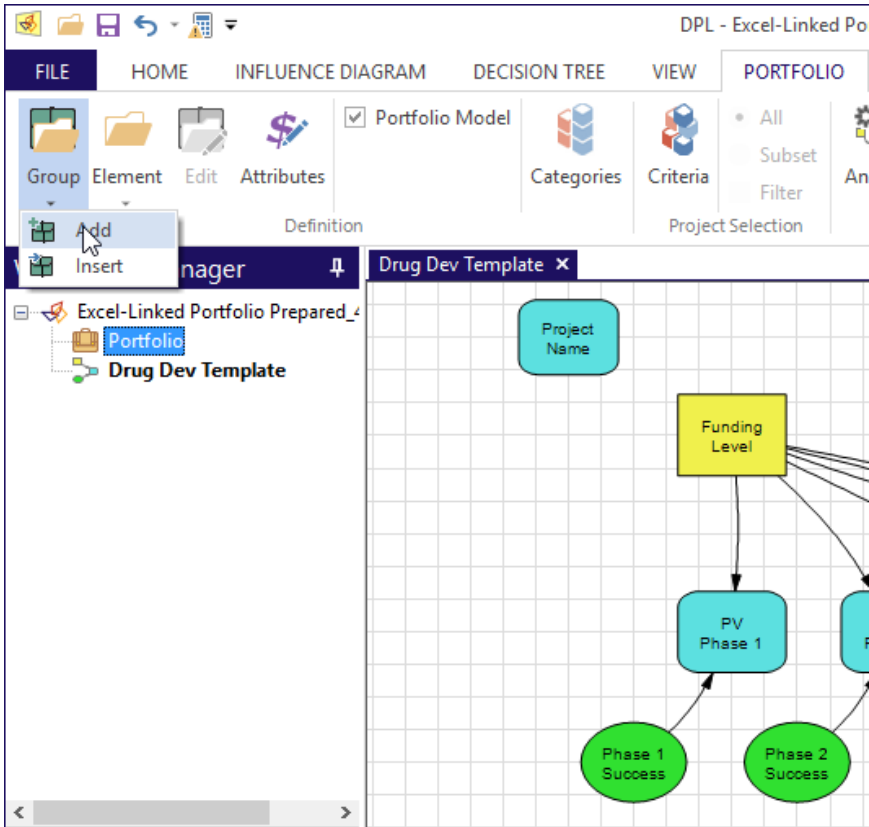 DPL - Excel-Linked Po
FILE HOME INFLUENCE DIAGRAM DECISION TREE VIEW PORTFOLIO
Group Element Edit Attributes
Portfolio Model
Categories Criteria
All
Subset
Filter
An
Definition
Project Selection
Add
Insert
nager
Drug Dev Template
Excel-Linked Portfolio Prepared_4
Portfolio
Drug Dev Template
Project
Name
Funding
Level
PV
Phase 1
Phase 1
Success
Phase 2
Success